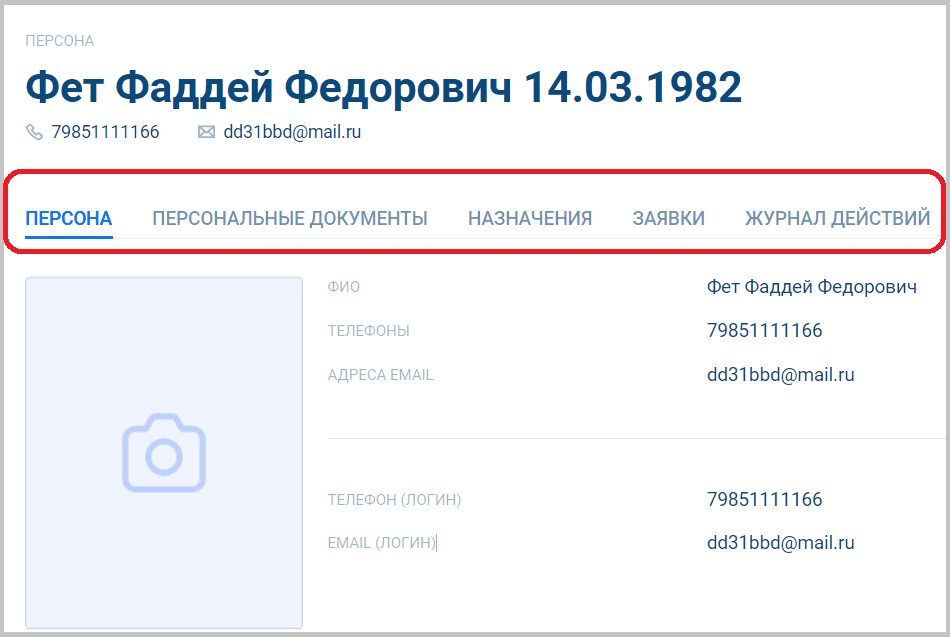 ПЕРСОНА
Фет Фаддей Федорович 14.03.1982
79851111166 dd31bbd@mail.ru
ПЕРСОНА ПЕРСОНАЛЬНЫЕ ДОКУМЕНТЫ НАЗНАЧЕНИЯ ЗАЯВКИ ЖУРНАЛ ДЕЙСТВИЙ
ФИО Фет Фаддей Федорович
ТЕЛЕФОНЫ 79851111166
АДРЕСА EMAIL dd31bbd@mail.ru
ТЕЛЕФОН (ЛОГИН) 79851111166
EMAIL (ЛОГИН) dd31bbd@mail.ru